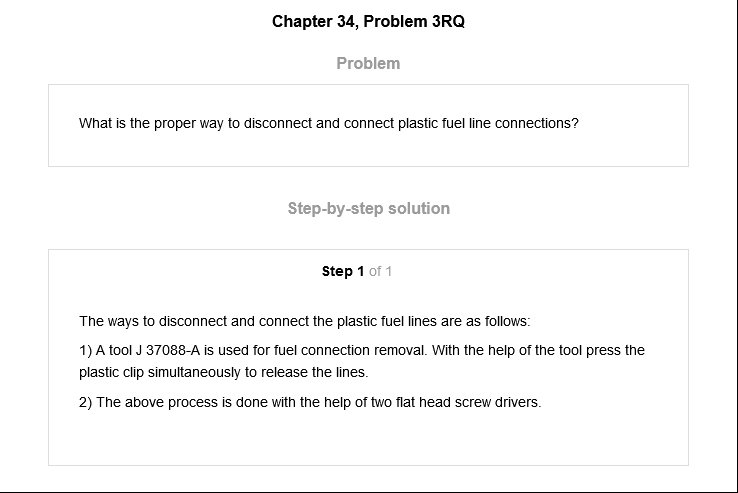 Chapter 34, Problem 3RQ
Problem
What is the proper way to disconnect and connect plastic fuel line connections?
Step-by-step solution
Step 1 of 1
The ways to disconnect and connect the plastic fuel lines are as follows:
1) A tool J 37088-A is used for fuel connection removal. With the help of the tool press the
plastic clip simultaneously to release the lines.
2) The above process is done with the help of two flat head screw drivers.